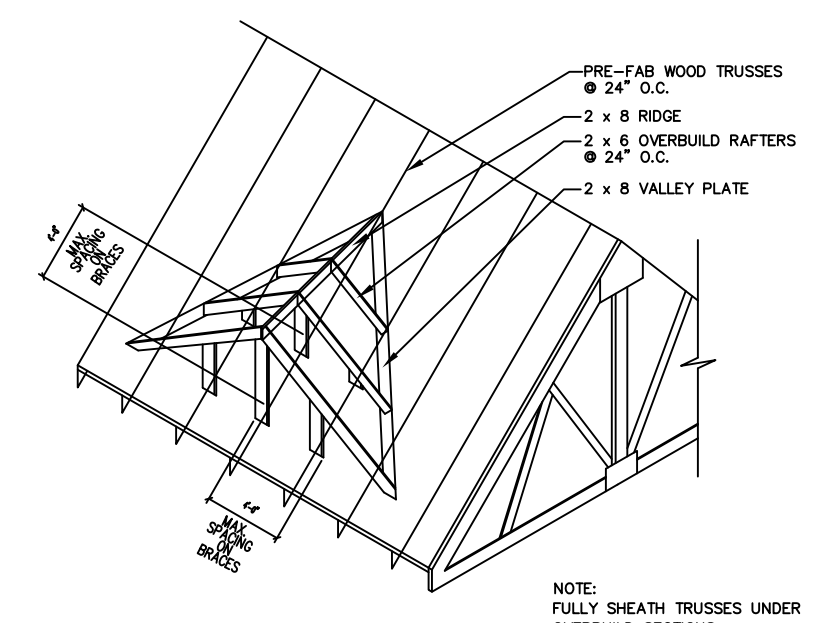 PRE-FAB WOOD TRUSSES
@ 24" O.C.
2 x 8 RIDGE
2 x 6 OVERBUILD RAFTERS
@ 24" O.C.
2 x 8 VALLEY PLATE
MAX.
SPACING
ON
BRACES
MAX.
SPACING
ON
BRACES
NOTE:
FULLY SHEATH TRUSSES UNDER